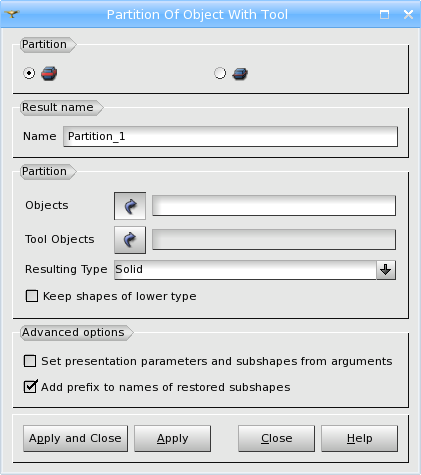 Partition Of Object With Tool
Partition
Result name
Name Partition_1
Partition
Objects
Tool Objects
Resulting Type Solid
Keep shapes of lower type
Advanced options
Set presentation parameters and subshapes from arguments
Add prefix to names of restored subshapes
Apply and Close Apply Close Help